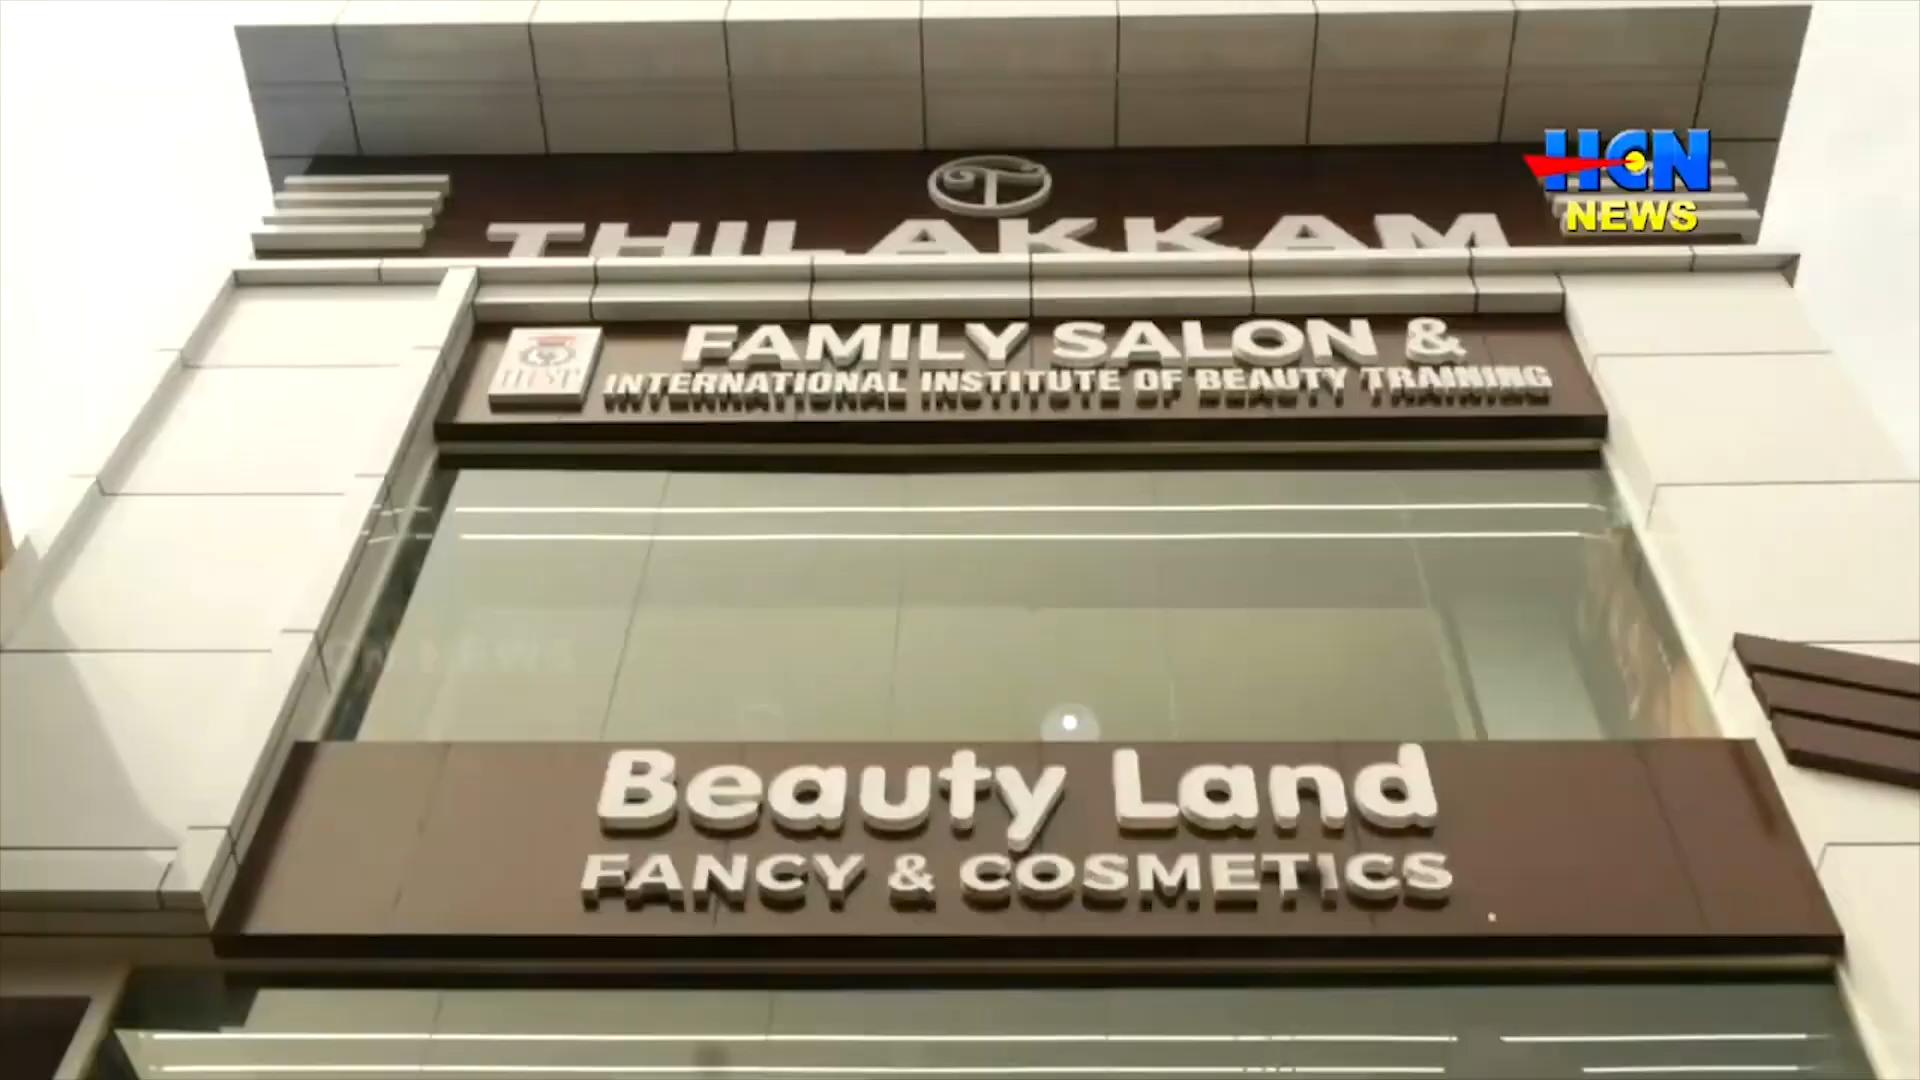 HCN
NEWS
THILAKKAM
FAMILY SALON &
INTERNATIONAL INSTITUTE OF BEAUTY TRAINING
Beauty Land
FANCY & COSMETICS